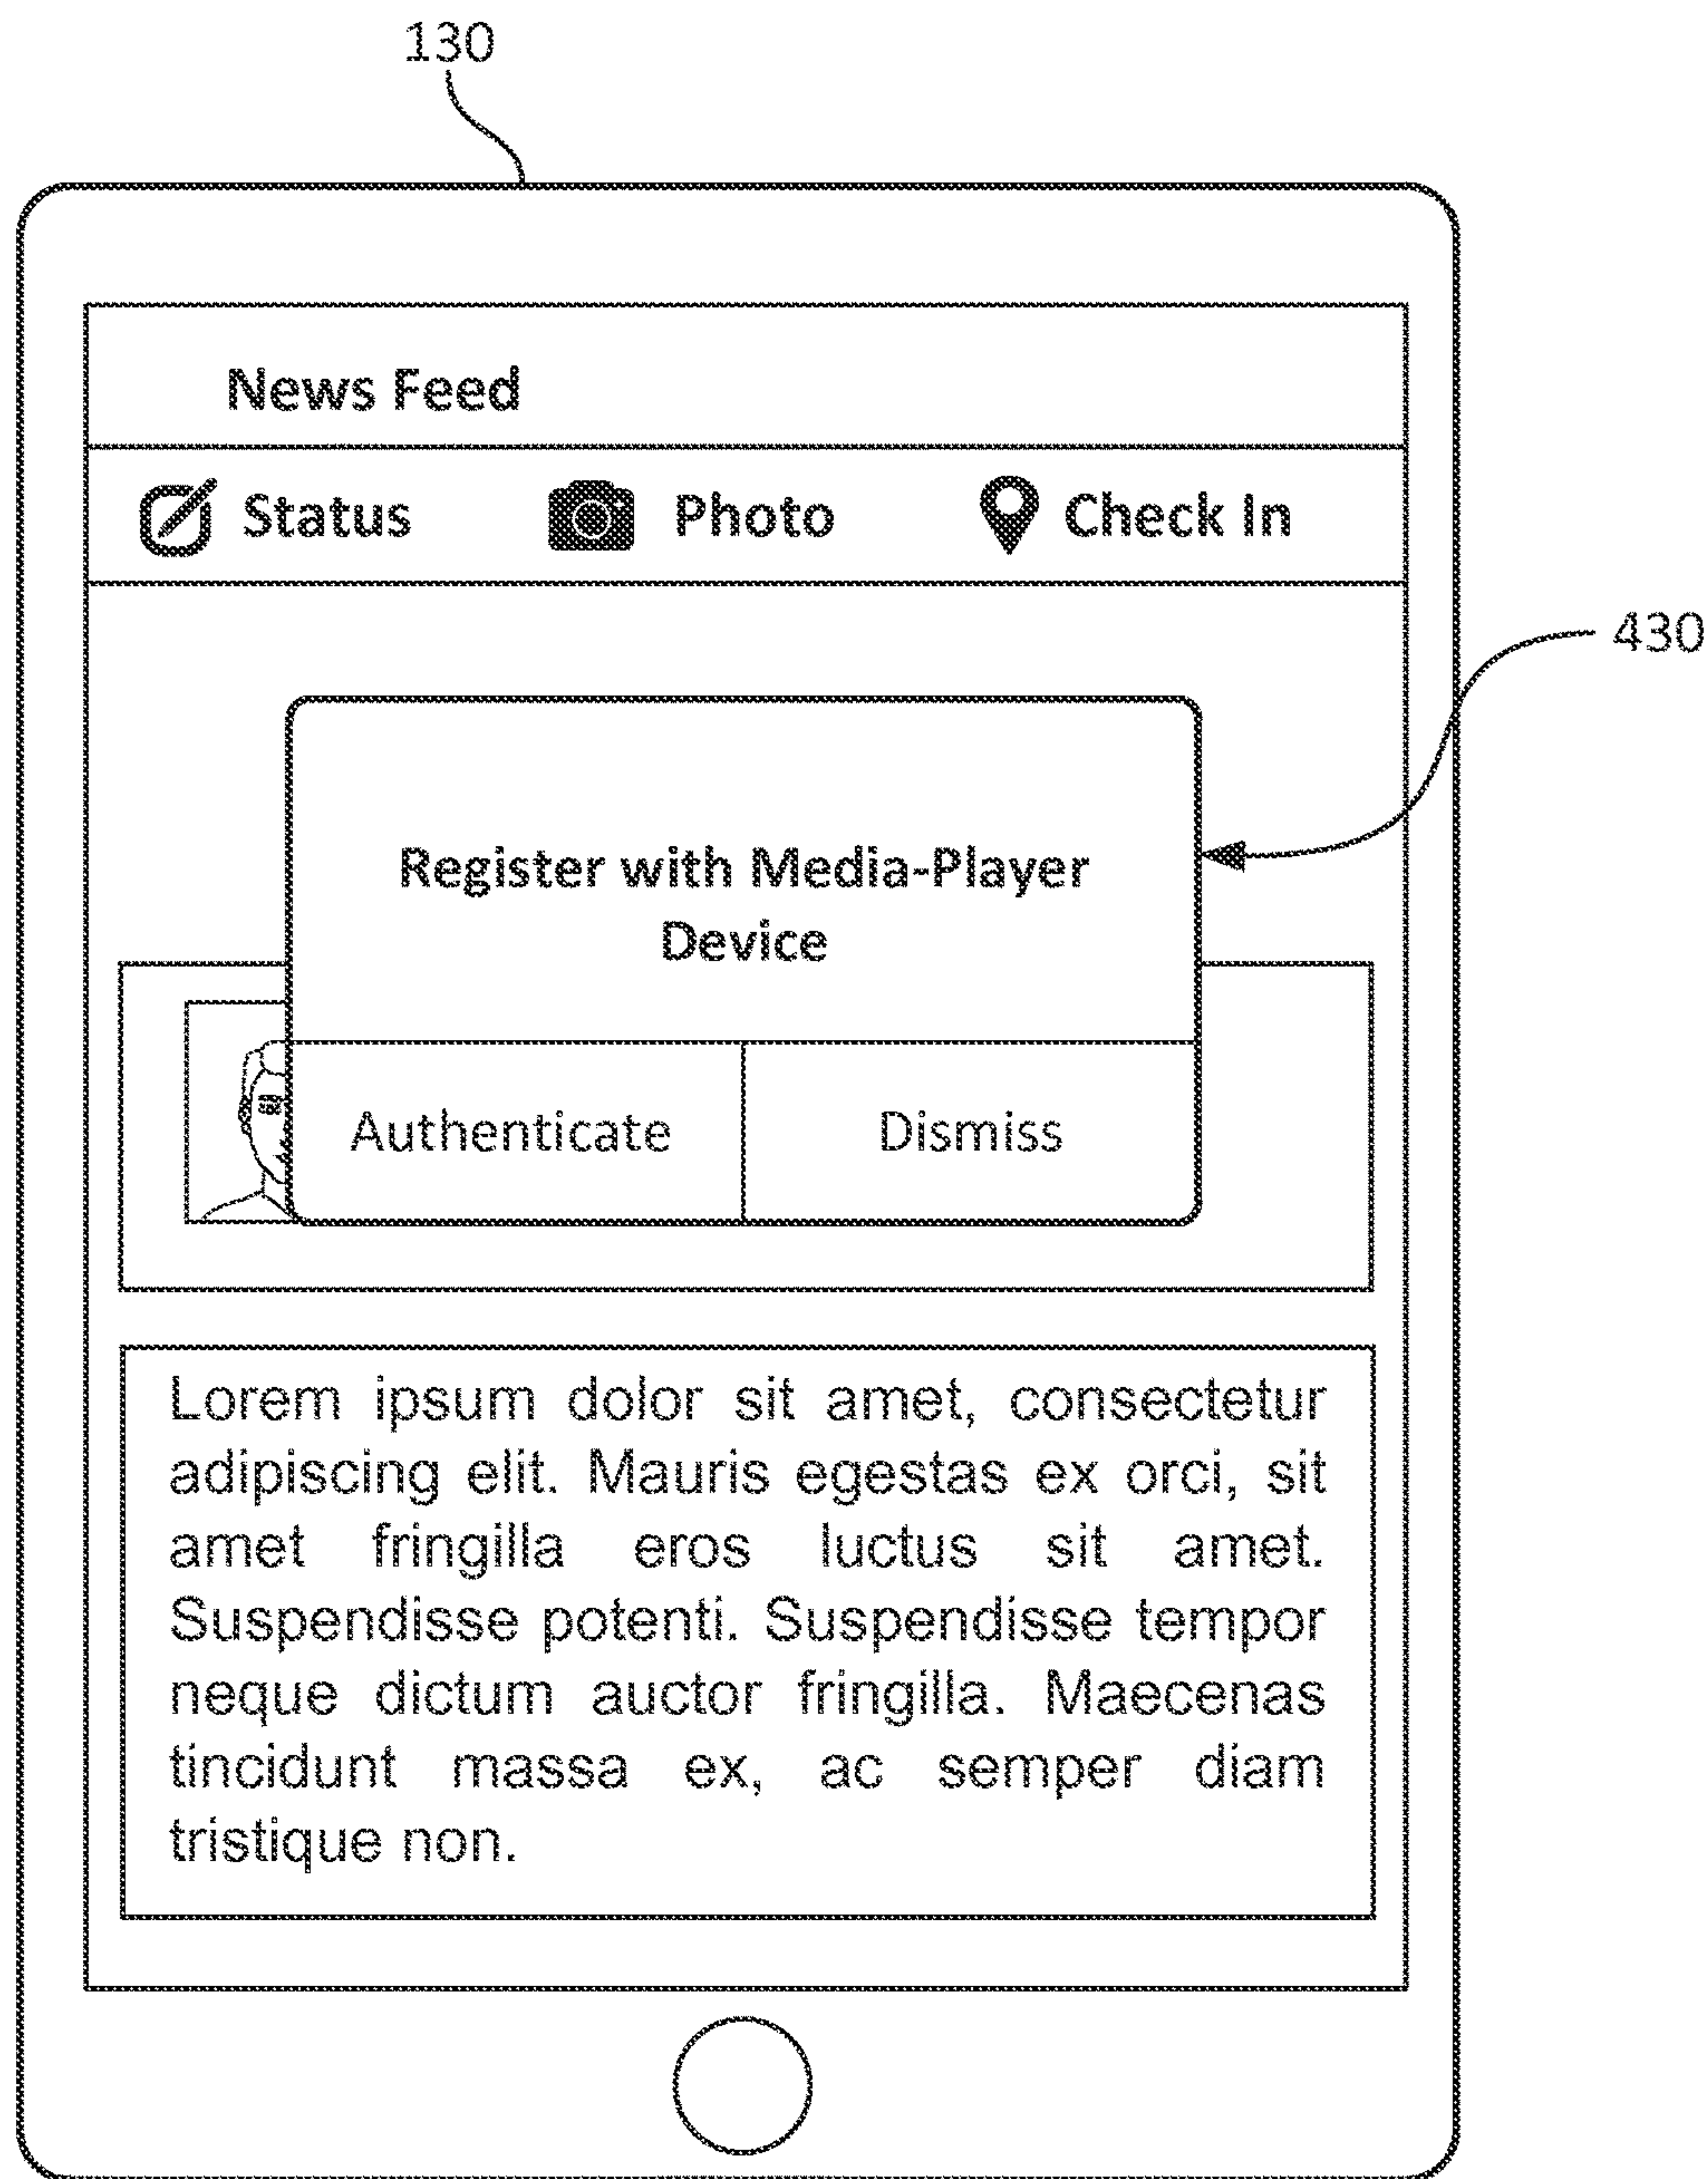 130
News Feed
Status Photo Check In
430
Register with Media-Player
Device
Authenticate Dismiss
Lorem ipsum dolor sit amet, consectetur
adipiscing elit. Mauris egestas ex orci, sit
amet fringilla eros luctus sit amet.
Suspendisse potenti. Suspendisse tempor
neque dictum auctor fringilla. Maecenas
tincidunt massa ex, ac semper diam
tristique non.